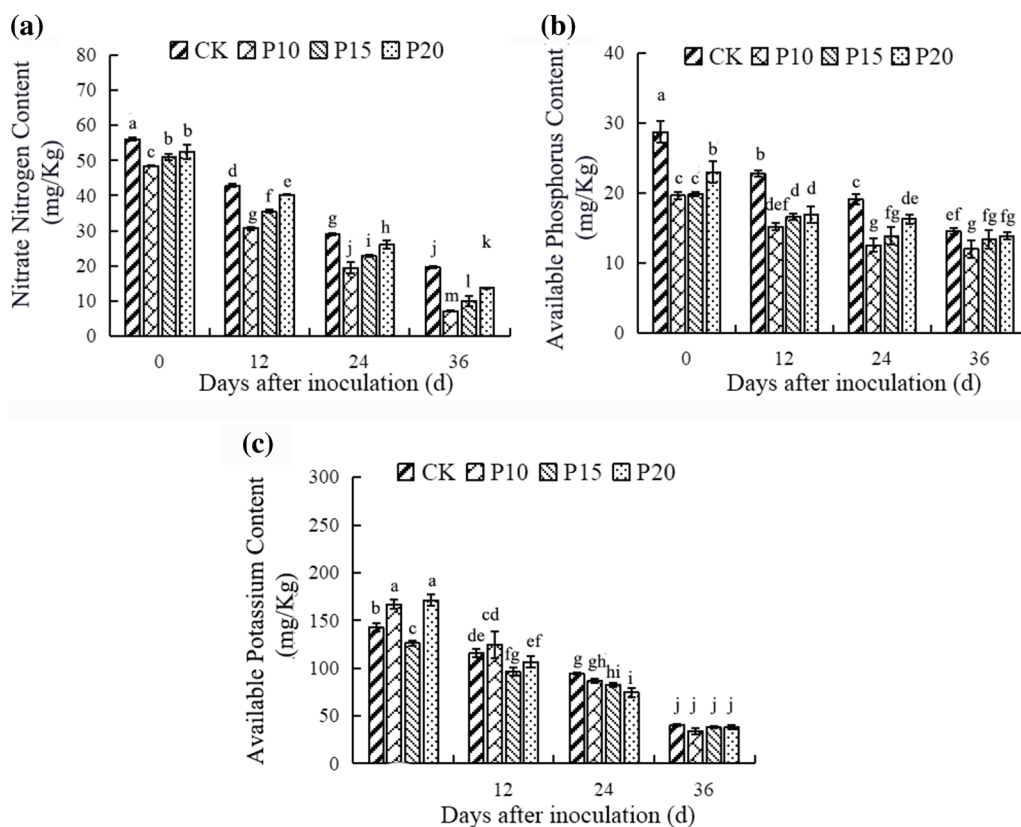 (a)
CK P10 P15 P20
Nitrate Nitrogen Content
(mg/Kg)
80
70
60
50
40
30
20
10
0
a c b b
d g f e
g j i h
j m l k
0 12 24 36
Days after inoculation (d)
(b)
CK P10 P15 P20
Available Phosphorus Content
(mg/Kg)
40
30
20
10
0
a c c b
b def d d
c g fg de
ef g fg fg
0 12 24 36
Days after inoculation (d)
(c)
CK P10 P15 P20
Available Potassium Content
(mg/Kg)
300
250
200
150
100
50
0
b a c a
de cd fg ef
g gh hi i
j j j j
12 24 36
Days after inoculation (d)